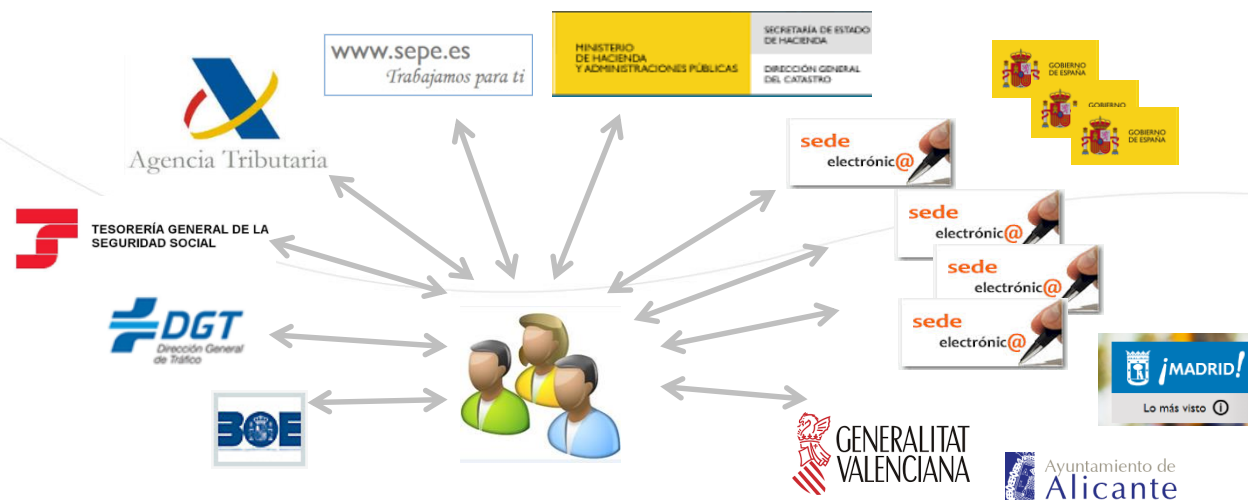 www.sepe.es
Trabajamos para ti
MINISTERIO
DE HACIENDA
Y ADMINISTRACIONES PÚBLICAS
SECRETARÍA DE ESTADO
DE HACIENDA
DIRECCIÓN GENERAL
DEL CATASTRO
GOBIERNO
DE ESPAÑA
GOBIERNO
GOBIERNO
DE ESPAÑA
Agencia Tributaria
sede
electrónic@
sede
electrónic@
sede
electrónic@
sede
electrónic@
TESORERÍA GENERAL DE LA
SEGURIDAD SOCIAL
DGT
Dirección General
de Tráfico
BOE
¡MADRID!
Lo más visto
GENERALITAT
VALENCIANA
Ayuntamiento de
Alicante